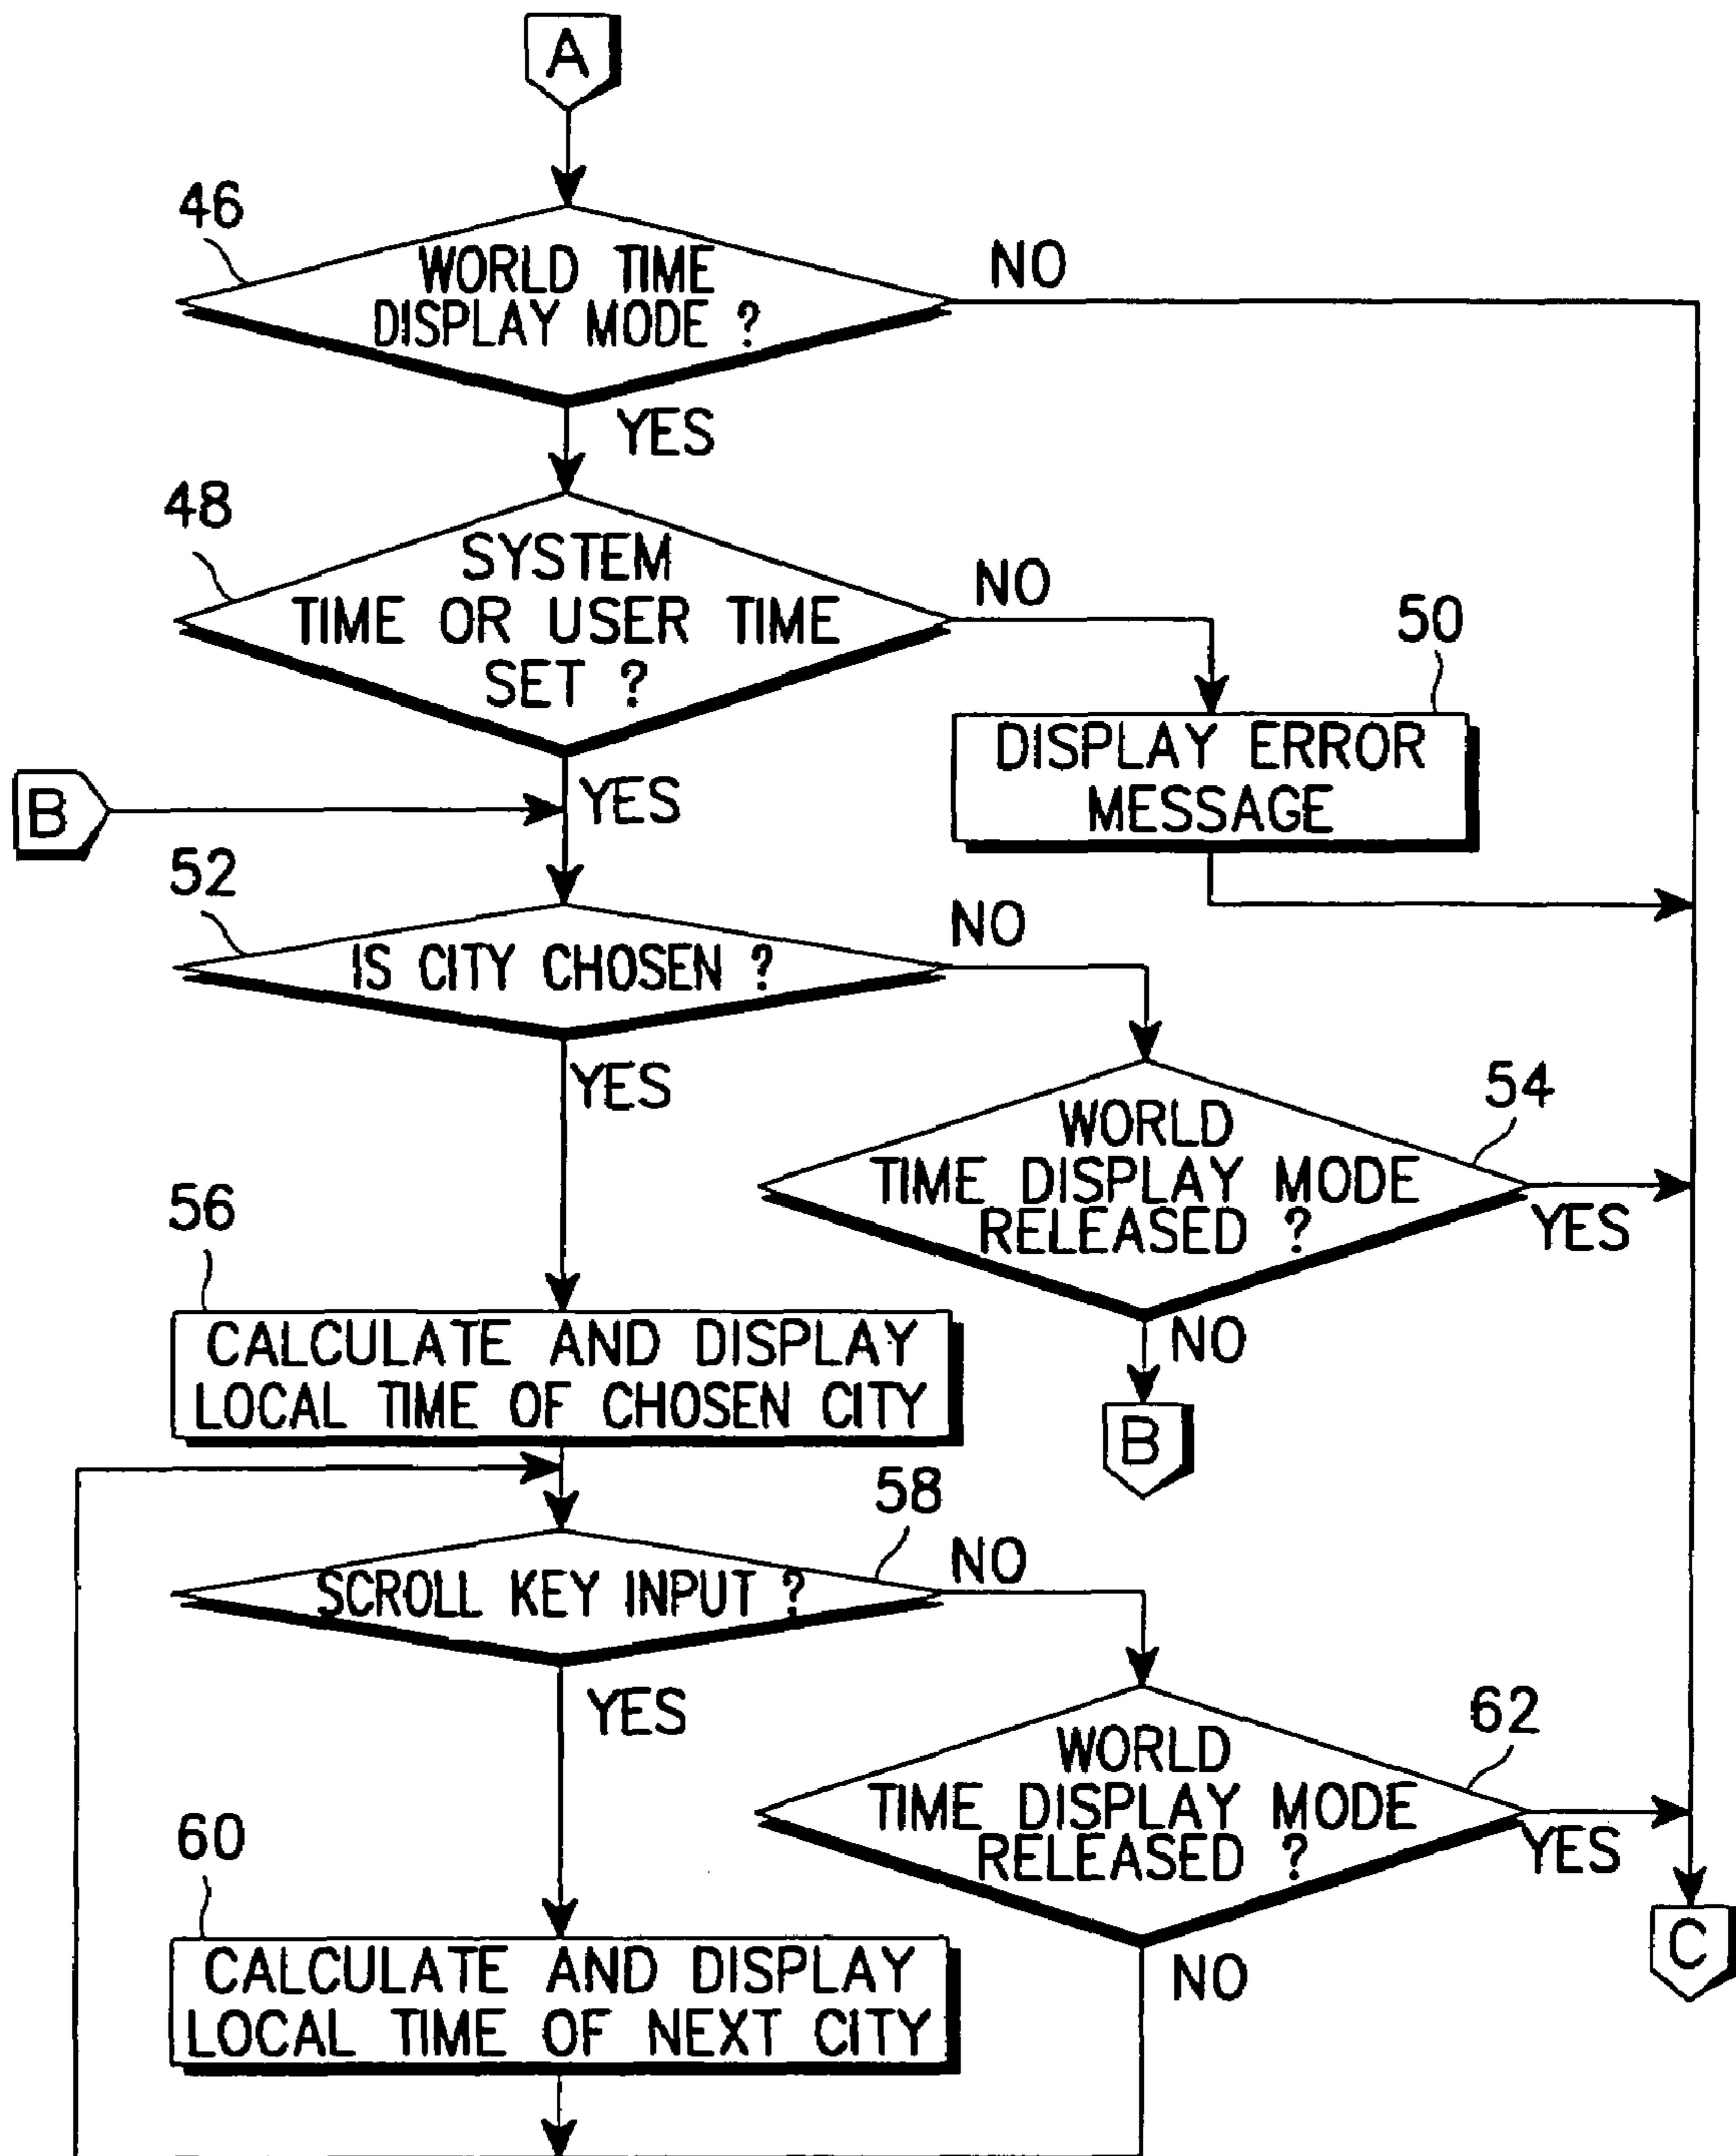 A
46
WORLD TIME
DISPLAY MODE ?
NO
YES
48
SYSTEM
TIME OR USER TIME
SET ?
NO
50
DISPLAY ERROR
MESSAGE
YES
B
52
IS CITY CHOSEN ?
NO
YES
54
WORLD
TIME DISPLAY MODE
RELEASED ?
YES
NO
B
56
CALCULATE AND DISPLAY
LOCAL TIME OF CHOSEN CITY
58
SCROLL KEY INPUT ?
NO
YES
62
WORLD
TIME DISPLAY MODE
RELEASED ?
YES
NO
C
60
CALCULATE AND DISPLAY
LOCAL TIME OF NEXT CITY